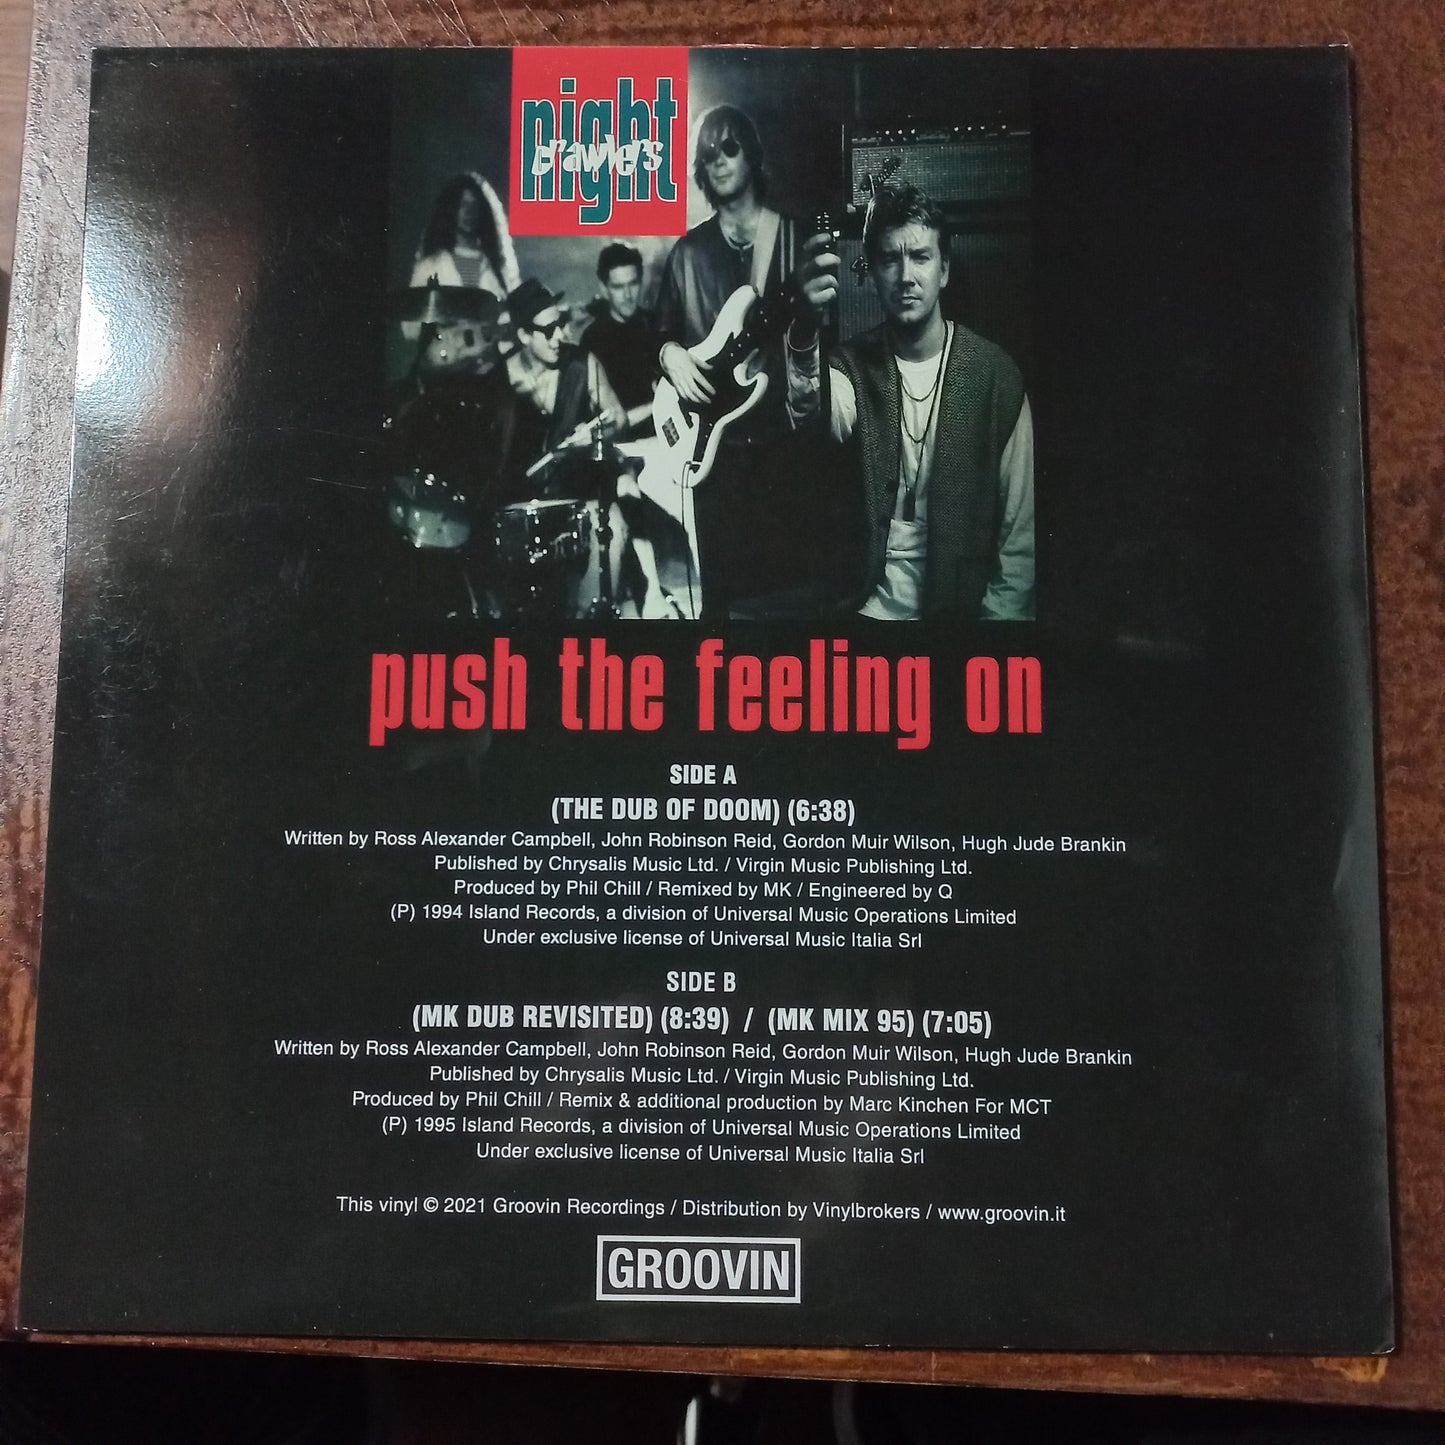 night
crawlers
night
push the feeling on
SIDE A
(THE DUB OF DOOM) (6:38)
Written by Ross Alexander Campbell, John Robinson Reid, Gordon Muir Wilson, Hugh Jude Brankin
Published by Chrysalis Music Ltd. / Virgin Music Publishing Ltd.
Produced by Phil Chill / Remixed by MK / Engineered by Q
(P) 1994 Island Records, a division of Universal Music Operations Limited
Under exclusive license of Universal Music Italia Srl
SIDE B
(MK DUB REVISITED) (8:39) / (MK MIX 95) (7:05)
Written by Ross Alexander Campbell, John Robinson Reid, Gordon Muir Wilson, Hugh Jude Brankin
Published by Chrysalis Music Ltd. / Virgin Music Publishing Ltd.
Produced by Phil Chill / Remix & additional production by Marc Kinchen For MCT
(P) 1995 Island Records, a division of Universal Music Operations Limited
Under exclusive license of Universal Music Italia Srl
This vinyl © 2021 Groovin Recordings / Distribution by Vinylbrokers / www.groovin.it
GROOVIN